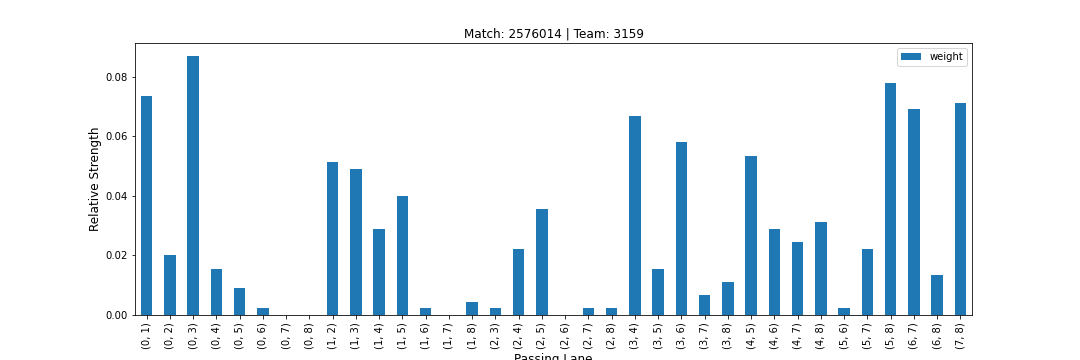 Match: 2576014 | Team: 3159
weight
Relative Strength
0.08
0.06
0.04
0.02
0.00
(0, 1) (0, 2) (0, 3) (0, 4) (0, 5) (0, 6) (0, 7) (0, 8) (1, 2) (1, 3) (1, 4) (1, 5) (1, 6) (1, 7) (1, 8) (2, 3) (2, 4) (2, 5) (2, 6) (2, 7) (2, 8) (3, 4) (3, 5) (3, 6) (3, 7) (3, 8) (4, 5) (4, 6) (4, 7) (4, 8) (5, 6) (5, 7) (5, 8) (6, 7) (6, 8) (7, 8)
Passing Lane